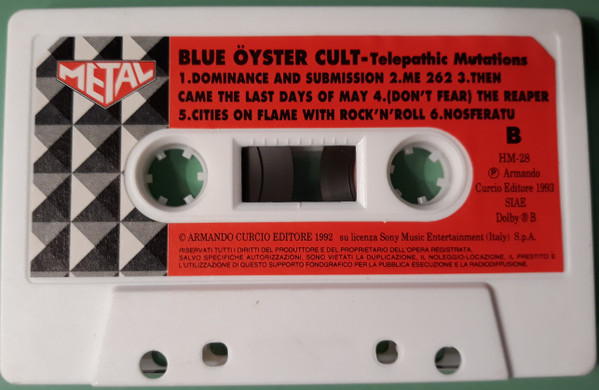 METAL
BLUE ÖYSTER CULT-Telepathic Mutations
1.DOMINANCE AND SUBMISSION 2.ME 262 3.THEN
CAME THE LAST DAYS OF MAY 4.(DON'T FEAR) THE REAPER
5.CITIES ON FLAME WITH ROCK'N'ROLL 6.NOSFERATU
B
HM-28
℗ Armando
Curcio Editore 1993
SIAE
Dolby ® B
© ARMANDO CURCIO EDITORE 1992 su licenza Sony Music Entertainment (Italy) S.p.A.
RISERVATI TUTTI I DIRITTI DEL PRODUTTORE E DEL PROPRIETARIO DELL'OPERA REGISTRATA.
SALVO SPECIFICHE AUTORIZZAZIONI, SONO VIETATI LA DUPLICAZIONE, IL NOLEGGIO-LOCAZIONE, IL PRESTITO E
L'UTILIZZAZIONE DI QUESTO SUPPORTO FONOGRAFICO PER LA PUBBLICA ESECUZIONE E LA RADIODIFFUSIONE.